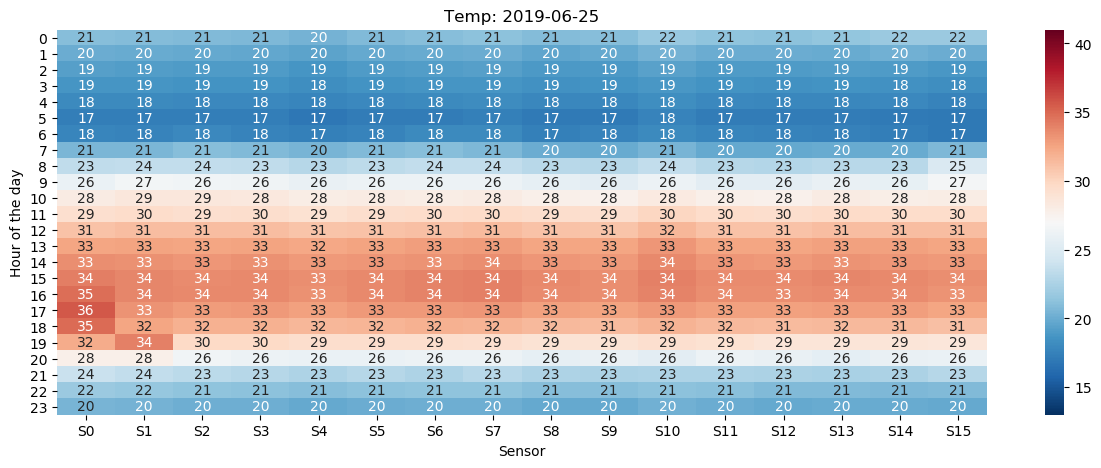 Temp: 2019-06-25
0 21 21 21 21 20 21 21 21 21 21 22 21 21 21 22 22
1 20 20 20 20 20 20 20 20 20 20 20 20 20 20 20 20
2 19 19 19 19 19 19 19 19 19 19 19 19 19 19 19 19
3 19 19 19 19 18 19 19 19 19 19 19 19 19 19 18 18
4 18 18 18 18 18 18 18 18 18 18 18 18 18 18 18 18
5 17 17 17 17 17 17 17 17 17 17 18 17 17 17 17 17
6 18 18 18 18 17 18 18 18 17 17 18 18 18 18 17 17
7 21 21 21 21 20 21 21 21 20 20 21 20 20 20 20 21
8 23 24 24 23 23 23 24 24 23 23 24 23 23 23 23 25
9 26 27 26 26 26 26 26 26 26 26 26 26 26 26 26 27
10 28 29 29 28 28 28 28 28 28 28 28 28 28 28 28 28
11 29 30 29 30 29 29 30 30 29 29 30 30 30 30 30 30
12 31 31 31 31 31 31 31 31 31 31 32 31 31 31 31 31
13 33 33 33 33 32 33 33 33 33 33 33 33 33 33 33 33
14 33 33 33 33 33 33 33 34 33 33 34 33 33 33 33 33
15 34 34 34 34 33 34 34 34 34 34 34 34 34 34 34 34
16 35 34 34 34 33 34 34 34 34 34 34 34 33 34 34 33
17 36 33 33 33 33 33 33 33 33 33 33 33 33 33 33 33
18 35 32 32 32 32 32 32 32 32 31 32 32 31 32 31 31
19 32 34 30 30 29 29 29 29 29 29 29 29 29 29 29 29
20 28 28 26 26 26 26 26 26 26 26 26 26 26 26 26 26
21 24 24 23 23 23 23 23 23 23 23 23 23 23 23 23 23
22 22 22 21 21 21 21 21 21 21 21 21 21 21 21 21 21
23 20 20 20 20 20 20 20 20 20 20 20 20 20 20 20 20
S0 S1 S2 S3 S4 S5 S6 S7 S8 S9 S10 S11 S12 S13 S14 S15
Sensor
Hour of the day
40
35
30
25
20
15